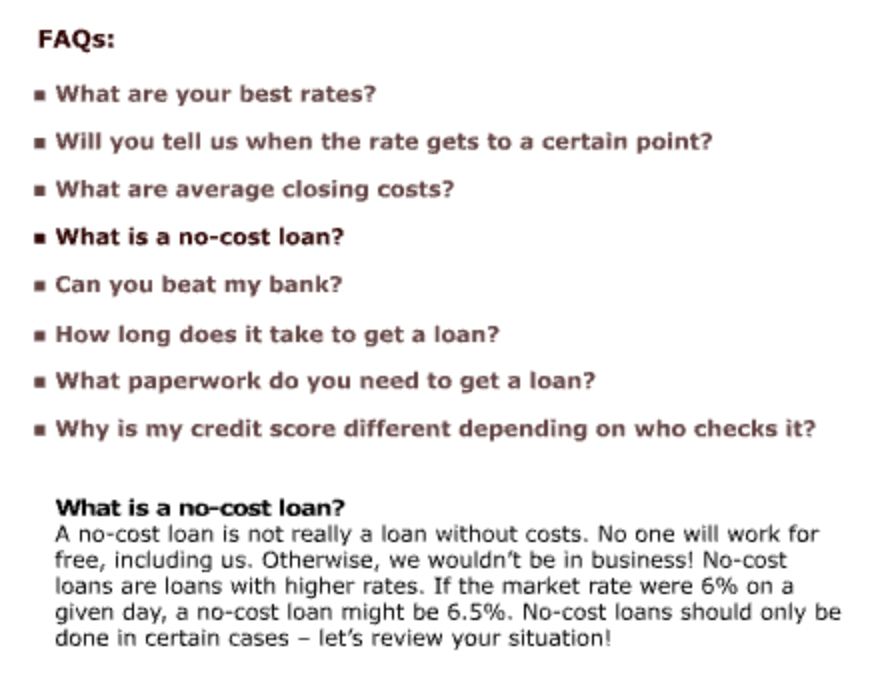 FAQs:
▪ What are your best rates?
▪ Will you tell us when the rate gets to a certain point?
▪ What are average closing costs?
▪ What is a no-cost loan?
▪ Can you beat my bank?
▪ How long does it take to get a loan?
▪ What paperwork do you need to get a loan?
▪ Why is my credit score different depending on who checks it?
What is a no-cost loan?
A no-cost loan is not really a loan without costs. No one will work for
free, including us. Otherwise, we wouldn’t be in business! No-cost
loans are loans with higher rates. If the market rate were 6% on a
given day, a no-cost loan might be 6.5%. No-cost loans should only be
done in certain cases – let’s review your situation!